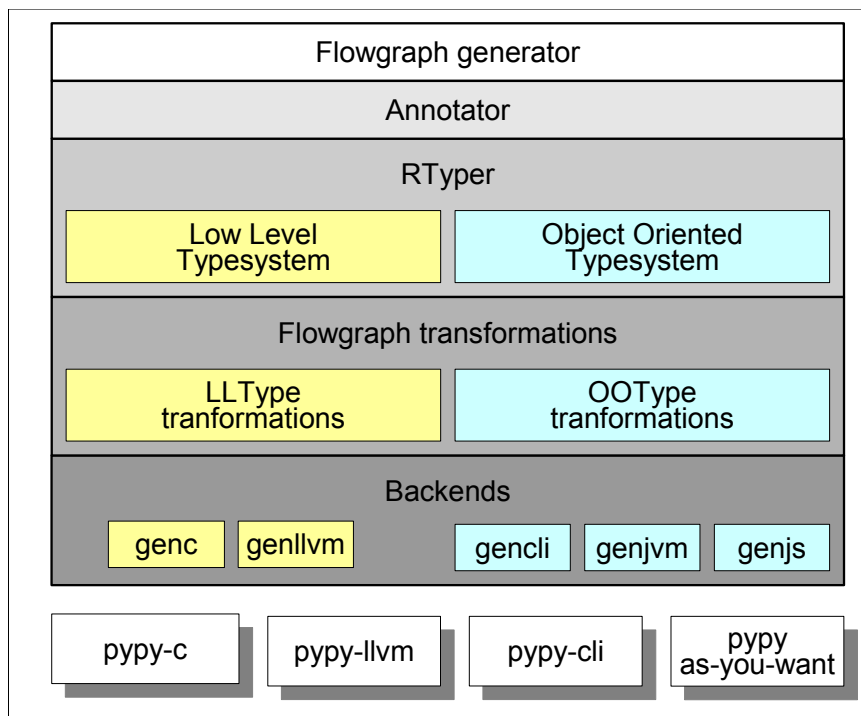 Flowgraph generator
Annotator
RTyper
Low Level
Typesystem
Object Oriented
Typesystem
Flowgraph transformations
LLType
tranformations
OOType
tranformations
Backends
genc
genllvm
gencli
genjvm
genjs
pypy-c
pypy-llvm
pypy-cli
pypy
as-you-want